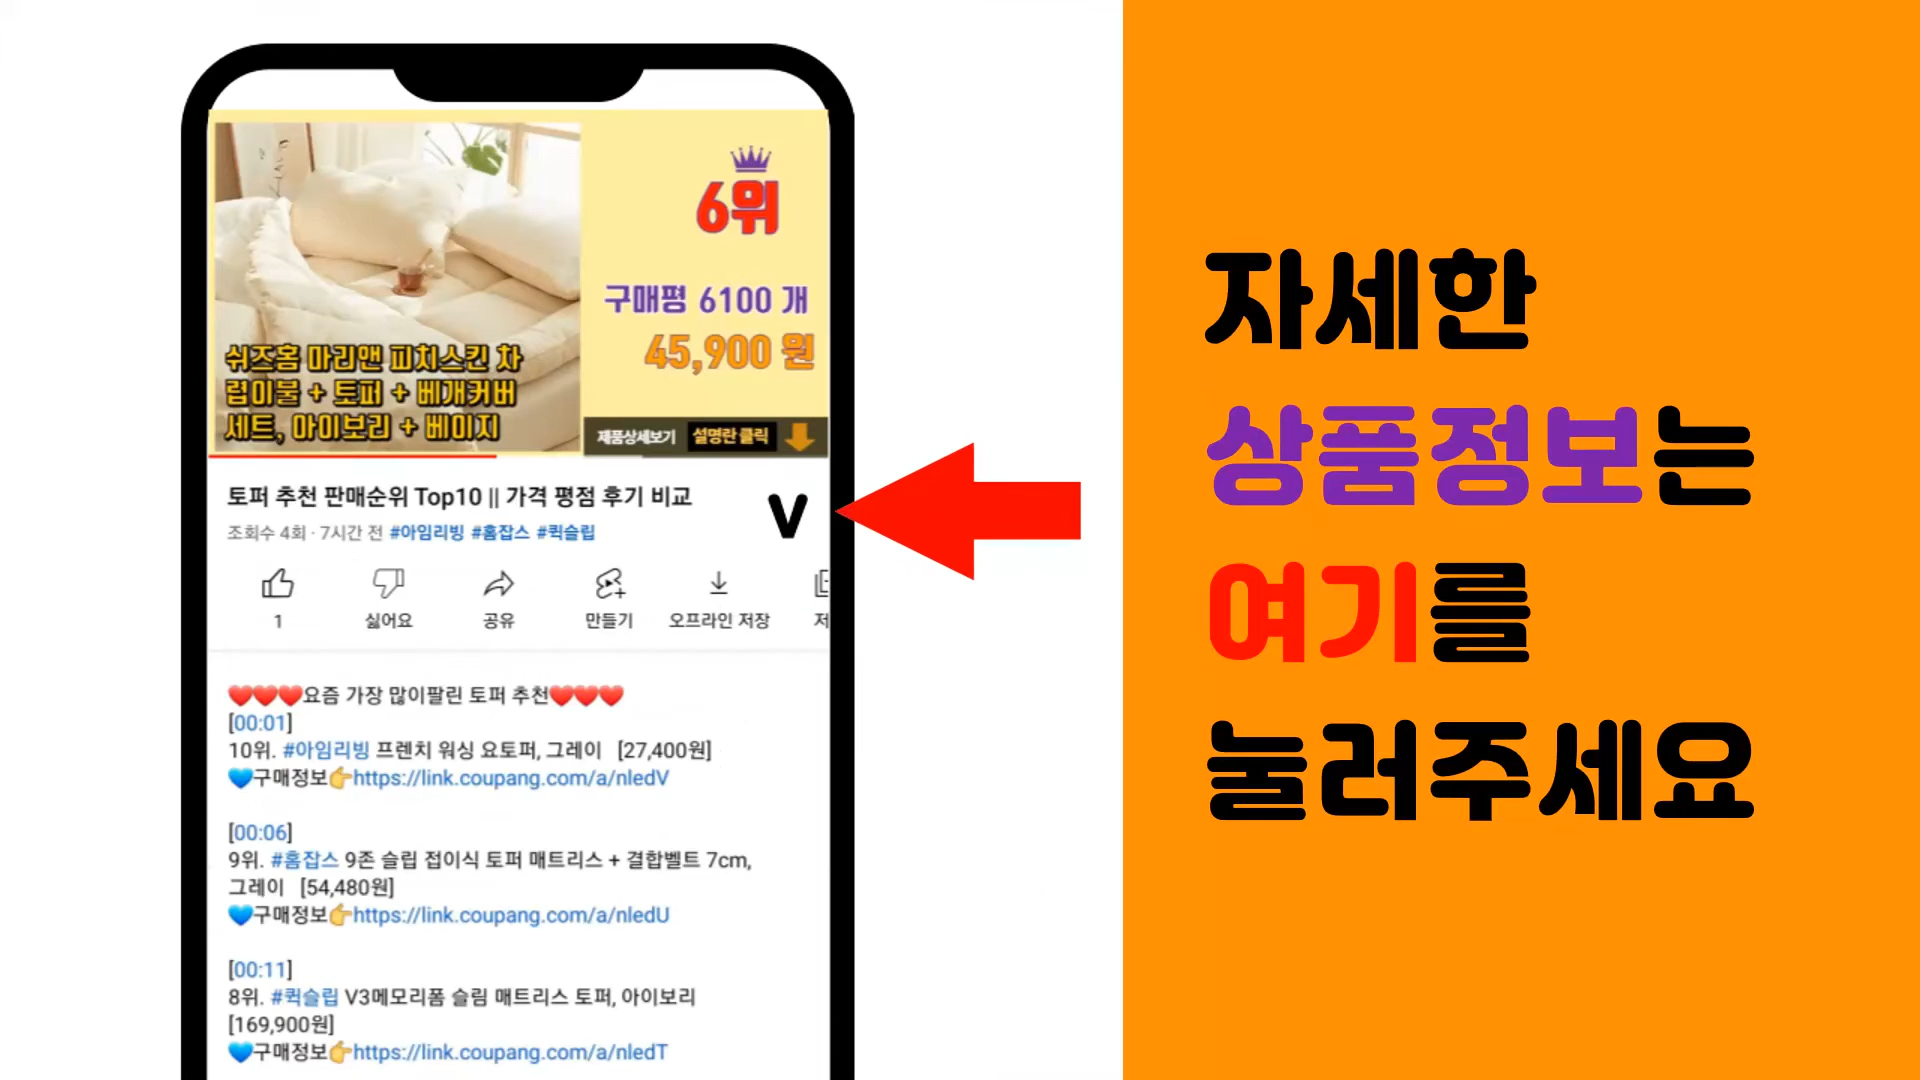 6위
구매평 6100 개
45,900 원
쉬즈홈 마리앤 피치스킨 차
렵이불 + 토퍼 + 베개커버
세트, 아이보리 + 베이지
제품상세보기 설명란 클릭
토퍼 추천 판매순위 Top10 || 가격 평점 후기 비교
V
조회수 4회 · 7시간 전 #아임리빙 #홈잡스 #퀵슬립
1 싫어요 공유 만들기 오프라인 저장 저
❤️❤️❤️요즘 가장 많이팔린 토퍼 추천❤️❤️❤️
[00:01]
10위. #아임리빙 프렌치 워싱 요토퍼, 그레이 [27,400원]
💙구매정보👉https://link.coupang.com/a/nledV
[00:06]
9위. #홈잡스 9존 슬립 접이식 토퍼 매트리스 + 결합벨트 7cm,
그레이 [54,480원]
💙구매정보👉https://link.coupang.com/a/nledU
[00:11]
8위. #퀵슬립 V3메모리폼 슬림 매트리스 토퍼, 아이보리
[169,900원]
💙구매정보👉https://link.coupang.com/a/nledT
자세한
상품정보는
여기를
눌러주세요